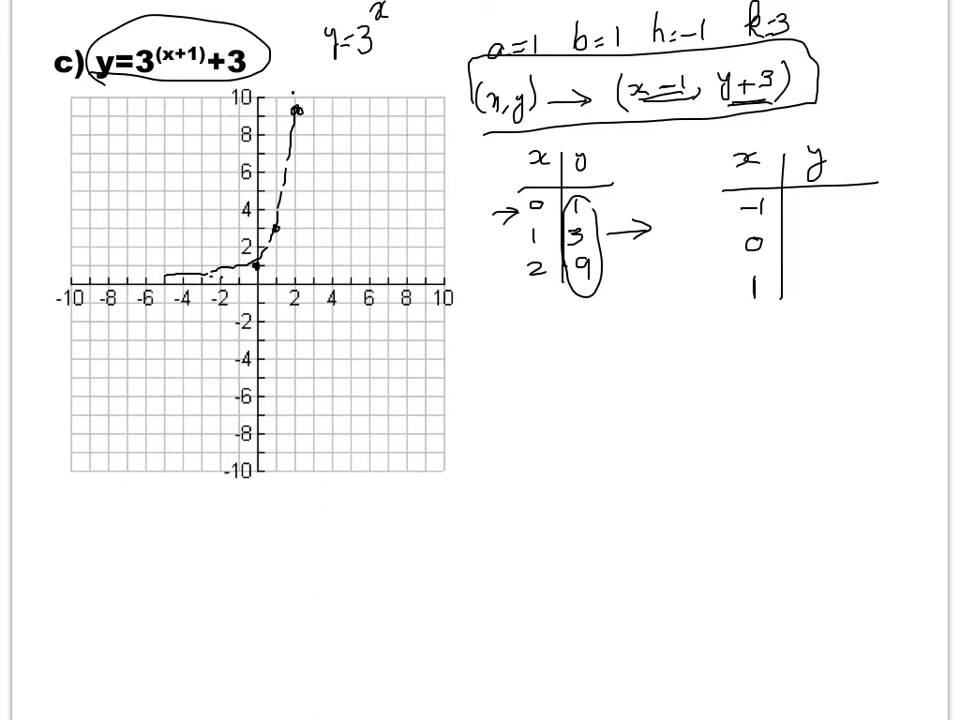 y=3^x
a=1 b=1 h=-1 k=3
c) y=3^(x+1)+3
(x,y) → (x-1, y+3)
x y
0 1
1 3
2 9
→
x y
-1
0
1
10
8
6
4
2
-10 -8 -6 -4 -2 2 4 6 8 10
-2
-4
-6
-8
-10